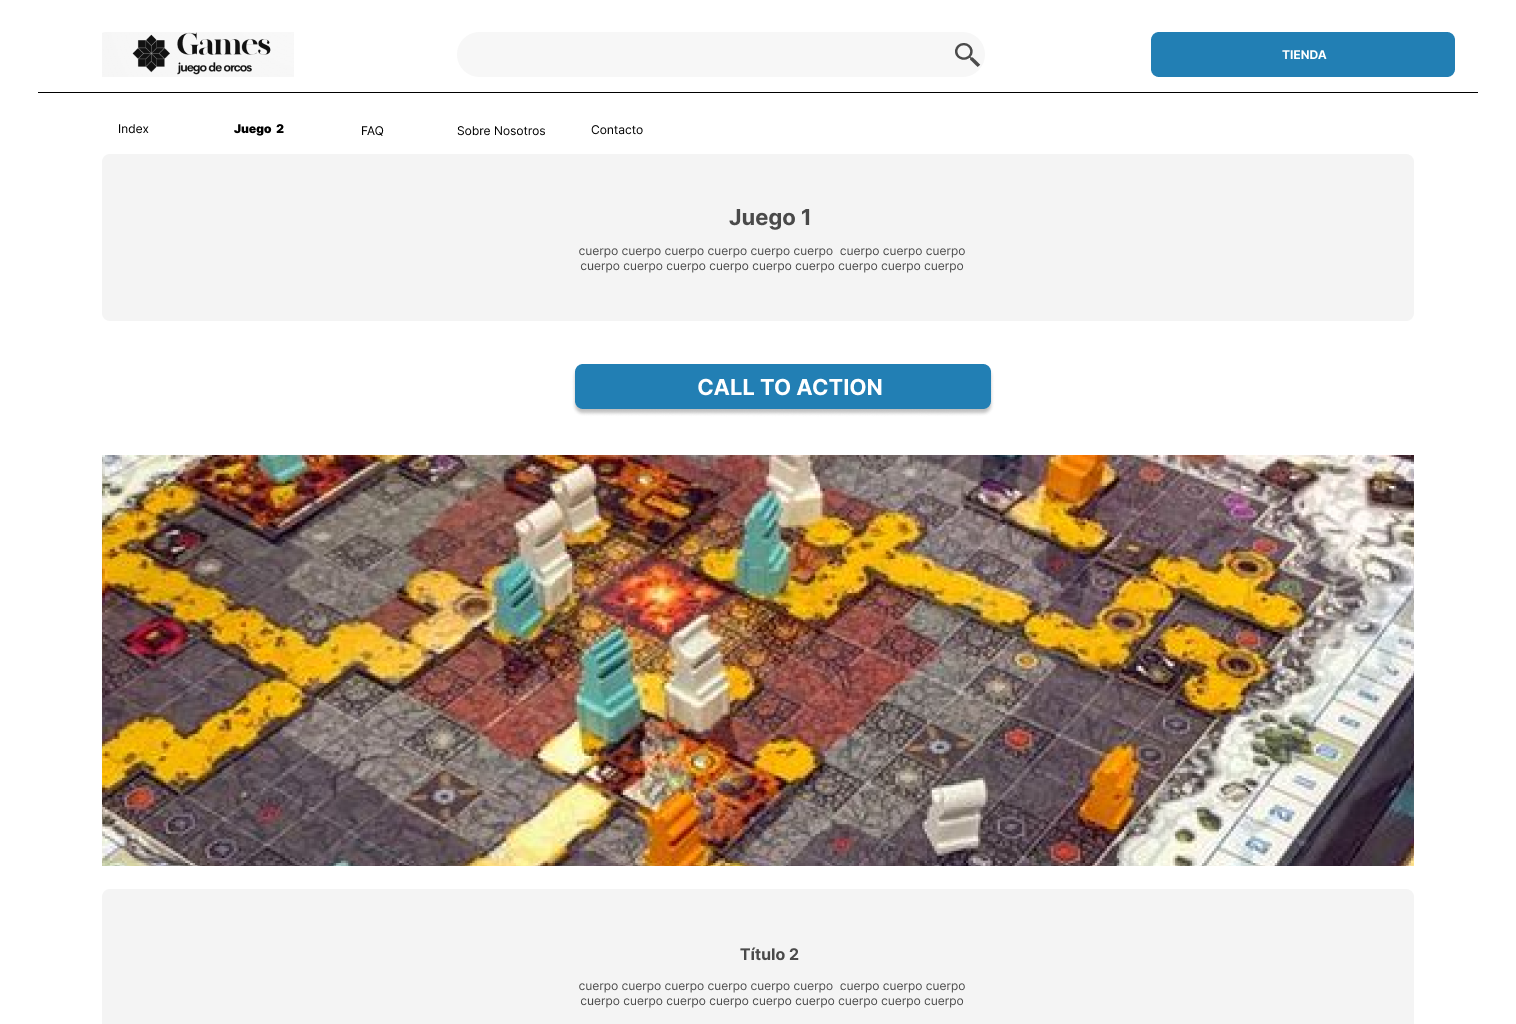 Games
juego de orcos
TIENDA
Index
Juego 2
FAQ
Sobre Nosotros
Contacto
Juego 1
cuerpo cuerpo cuerpo cuerpo cuerpo cuerpo  cuerpo cuerpo cuerpo
cuerpo cuerpo cuerpo cuerpo cuerpo cuerpo cuerpo cuerpo cuerpo
CALL TO ACTION
Título 2
cuerpo cuerpo cuerpo cuerpo cuerpo cuerpo  cuerpo cuerpo cuerpo
cuerpo cuerpo cuerpo cuerpo cuerpo cuerpo cuerpo cuerpo cuerpo